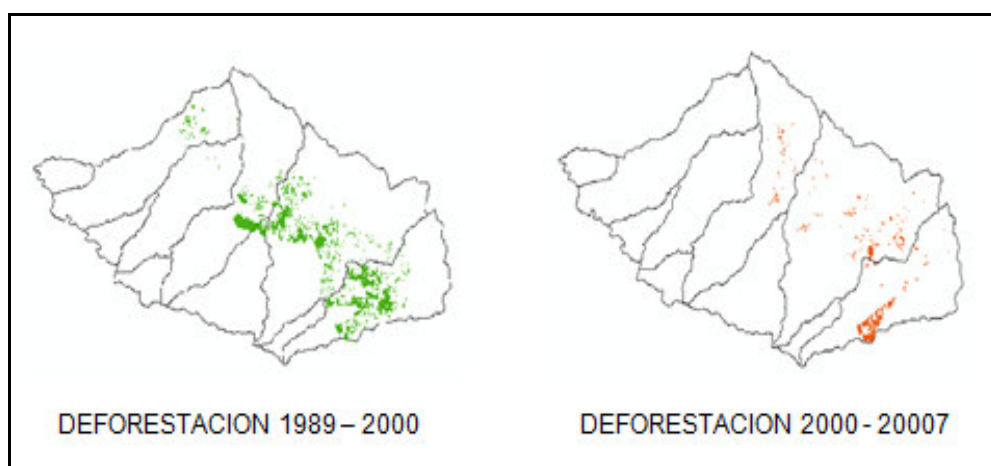 DEFORESTACION 1989 – 2000
DEFORESTACION 2000 - 20007